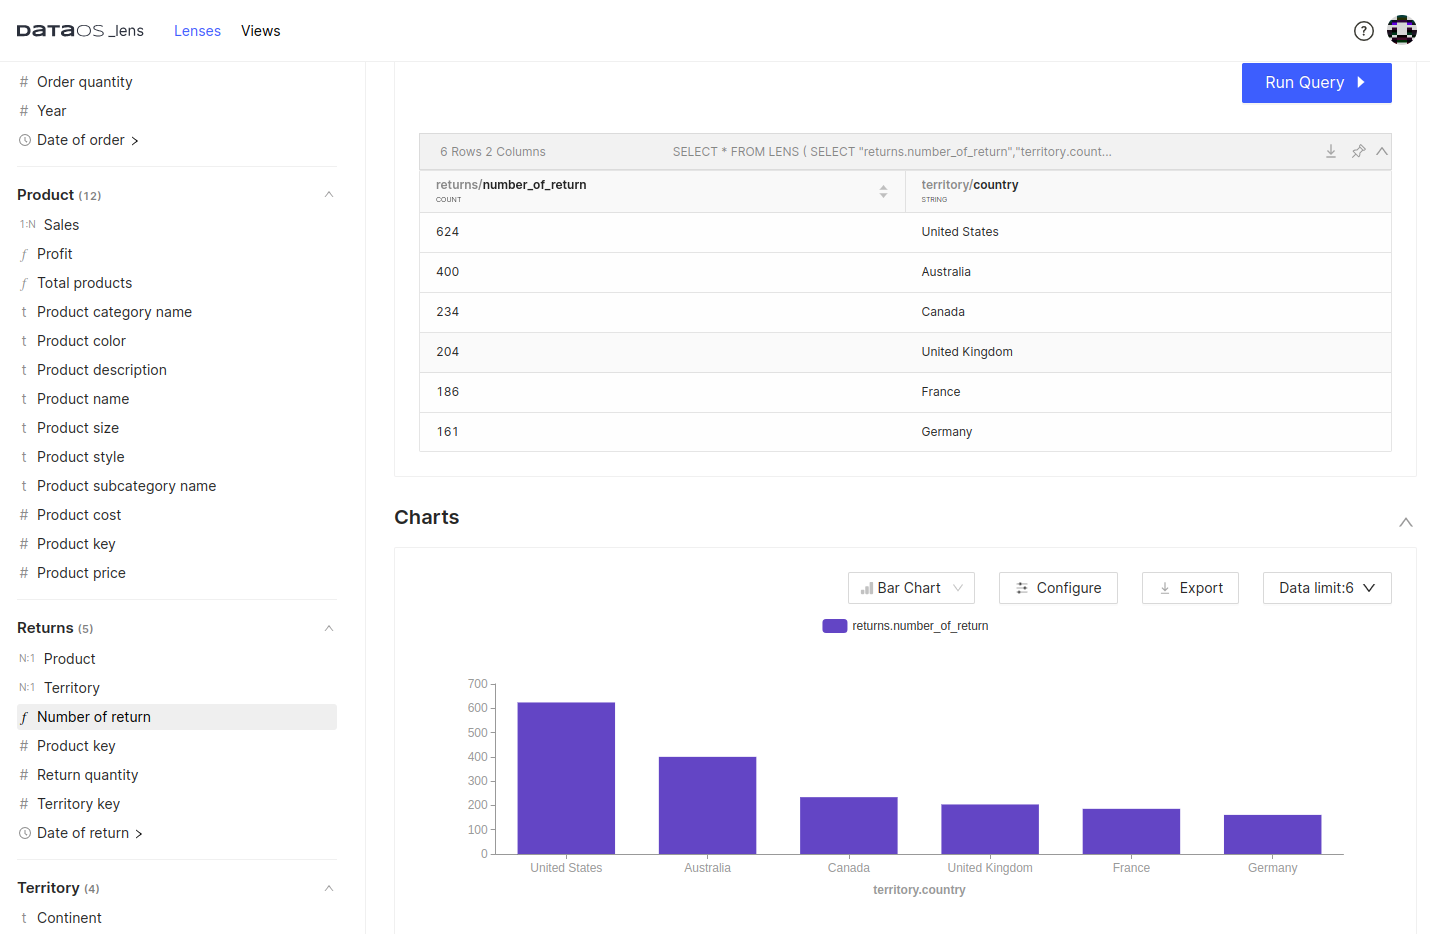 DATAOS _lens
Lenses
Views
?
# Order quantity
# Year
Date of order >
Product (12)
1:N Sales
f Profit
f Total products
t Product category name
t Product color
t Product description
t Product name
t Product size
t Product style
t Product subcategory name
# Product cost
# Product key
# Product price
Returns (5)
N:1 Product
N:1 Territory
f Number of return
# Product key
# Return quantity
# Territory key
Date of return >
Territory (4)
t Continent
Run Query
6 Rows 2 Columns
SELECT * FROM LENS ( SELECT "returns.number_of_return","territory.count...
returns/number_of_return
COUNT
territory/country
STRING
624 United States
400 Australia
234 Canada
204 United Kingdom
186 France
161 Germany
Charts
Bar Chart
Configure
Export
Data limit:6
returns.number_of_return
700
600
500
400
300
200
100
0
United States Australia Canada United Kingdom France Germany
territory.country